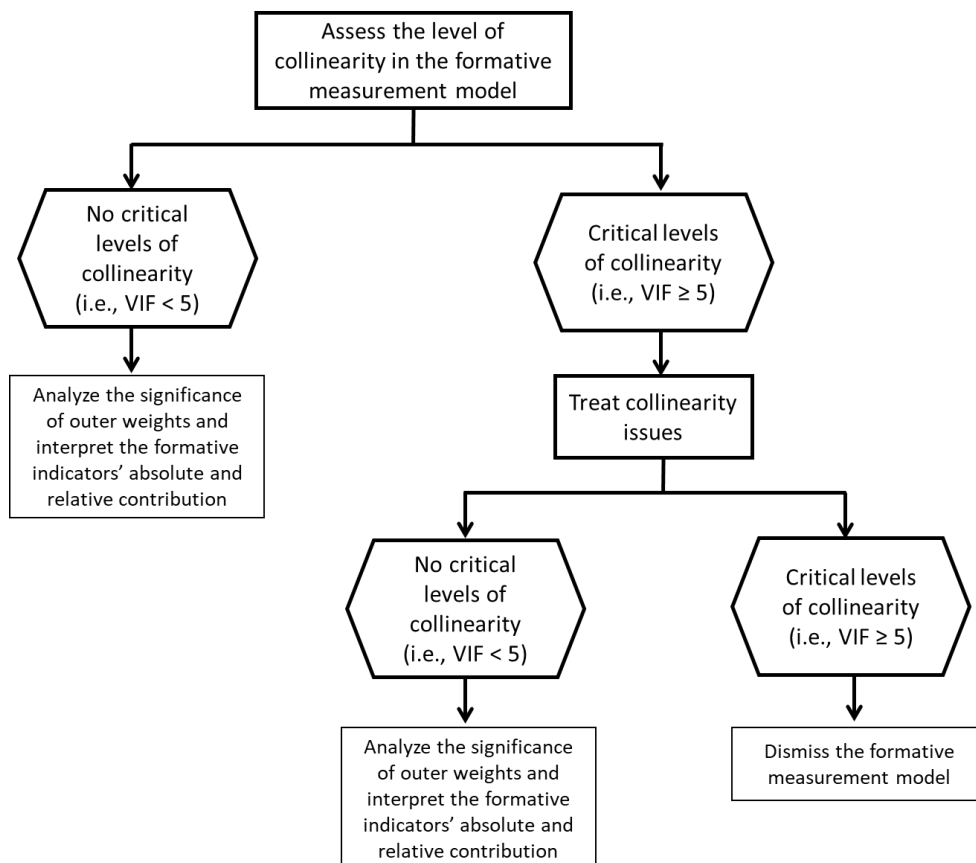 Assess the level of
collinearity in the formative
measurement model
No critical
levels of
collinearity
(i.e., VIF < 5)
Critical levels
of collinearity
(i.e., VIF ≥ 5)
Analyze the significance
of outer weights and
interpret the formative
indicators’ absolute and
relative contribution
Treat collinearity
issues
No critical
levels of
collinearity
(i.e., VIF < 5)
Critical levels
of collinearity
(i.e., VIF ≥ 5)
Analyze the significance
of outer weights and
interpret the formative
indicators’ absolute and
relative contribution
Dismiss the formative
measurement model